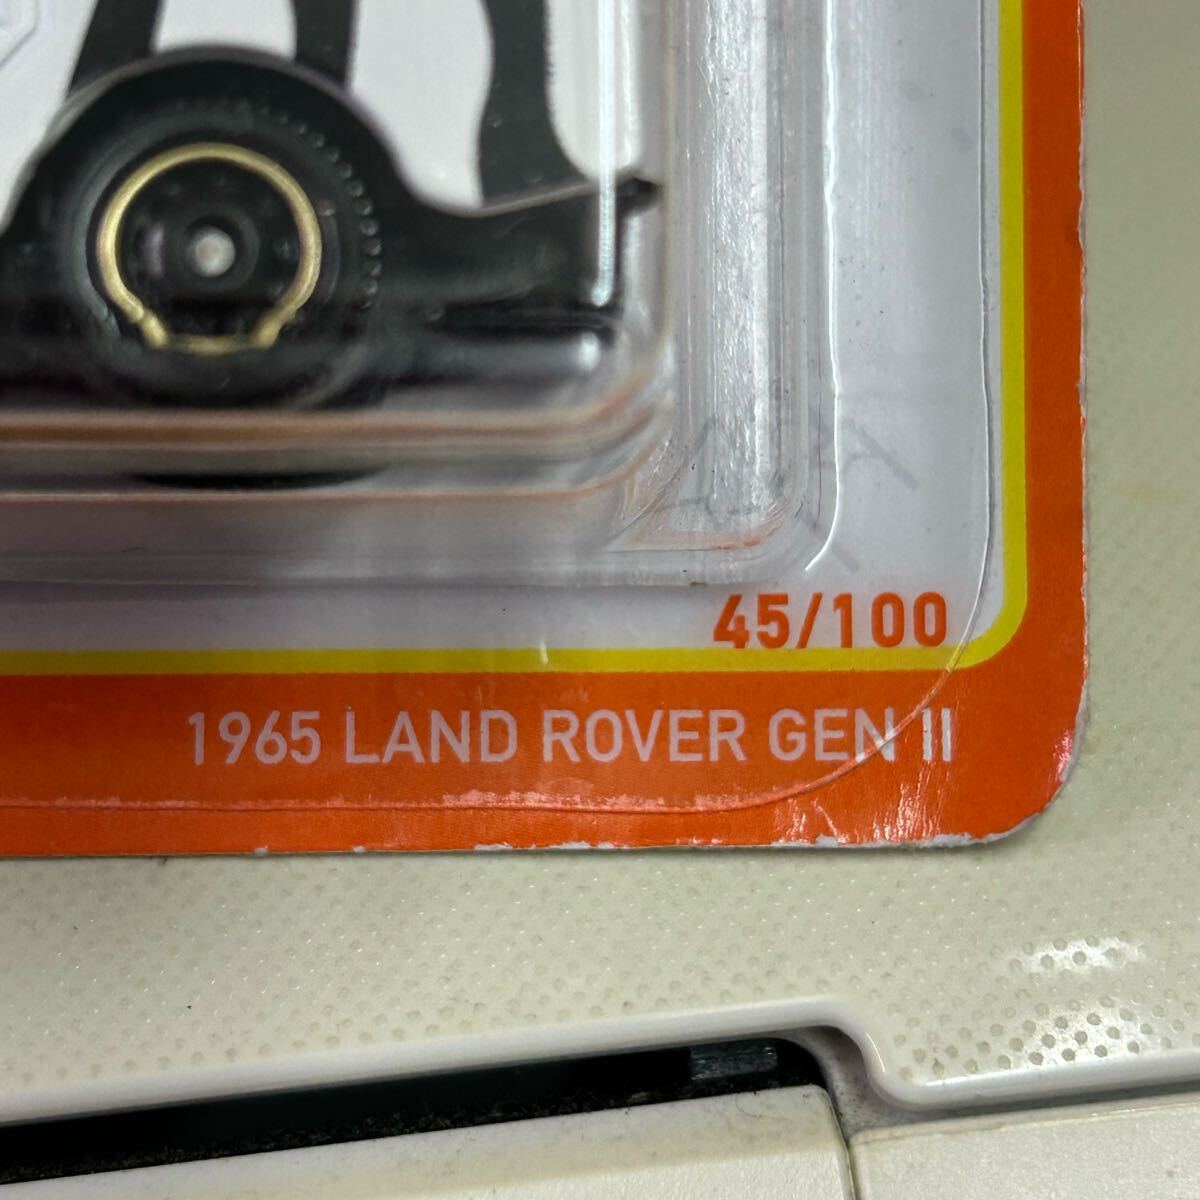 45/100
1965 LAND ROVER GEN II